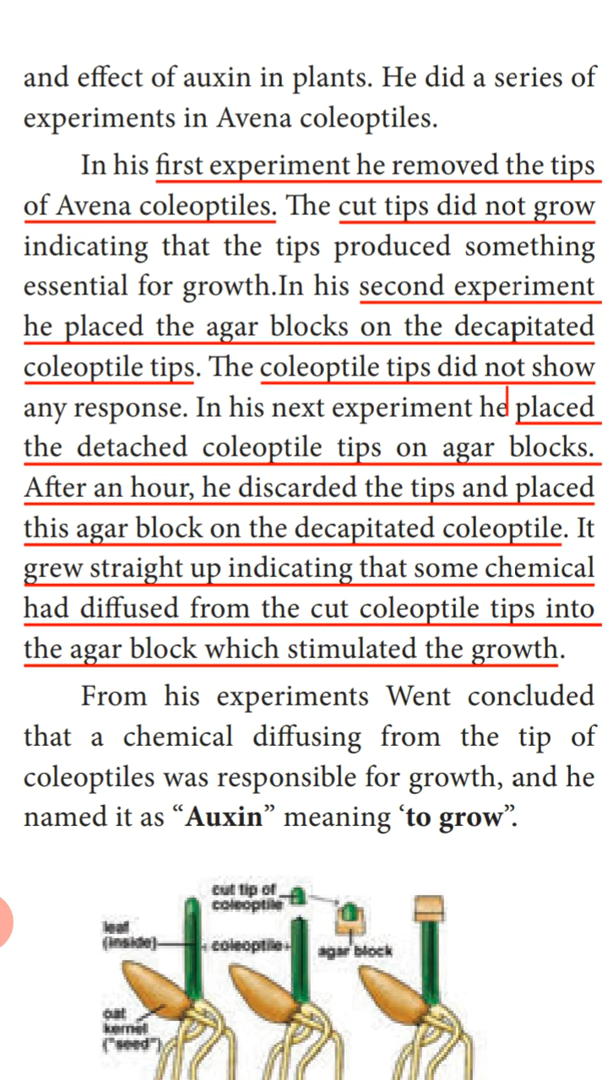 and effect of auxin in plants. He did a series of
experiments in Avena coleoptiles.
In his first experiment he removed the tips
of Avena coleoptiles. The cut tips did not grow
indicating that the tips produced something
essential for growth.In his second experiment
he placed the agar blocks on the decapitated
coleoptile tips. The coleoptile tips did not show
any response. In his next experiment he placed
the detached coleoptile tips on agar blocks.
After an hour, he discarded the tips and placed
this agar block on the decapitated coleoptile. It
grew straight up indicating that some chemical
had diffused from the cut coleoptile tips into
the agar block which stimulated the growth.
From his experiments Went concluded
that a chemical diffusing from the tip of
coleoptiles was responsible for growth, and he
named it as “Auxin” meaning ‘to grow”.
cut tip of
coleoptile
leaf
(inside)
coleoptile
agar block
oat
kernel
("seed")